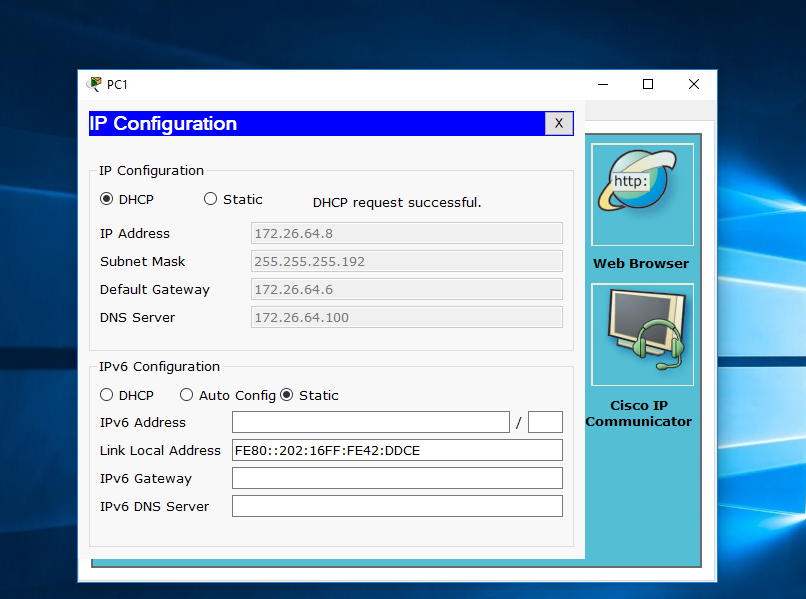 PC1
IP Configuration X
IP Configuration
DHCP Static DHCP request successful.
IP Address 172.26.64.8
Subnet Mask 255.255.255.192
Default Gateway 172.26.64.6
DNS Server 172.26.64.100
IPv6 Configuration
DHCP Auto Config Static
IPv6 Address /
Link Local Address FE80::202:16FF:FE42:DDCE
IPv6 Gateway
IPv6 DNS Server
http:
Web Browser
Cisco IP
Communicator